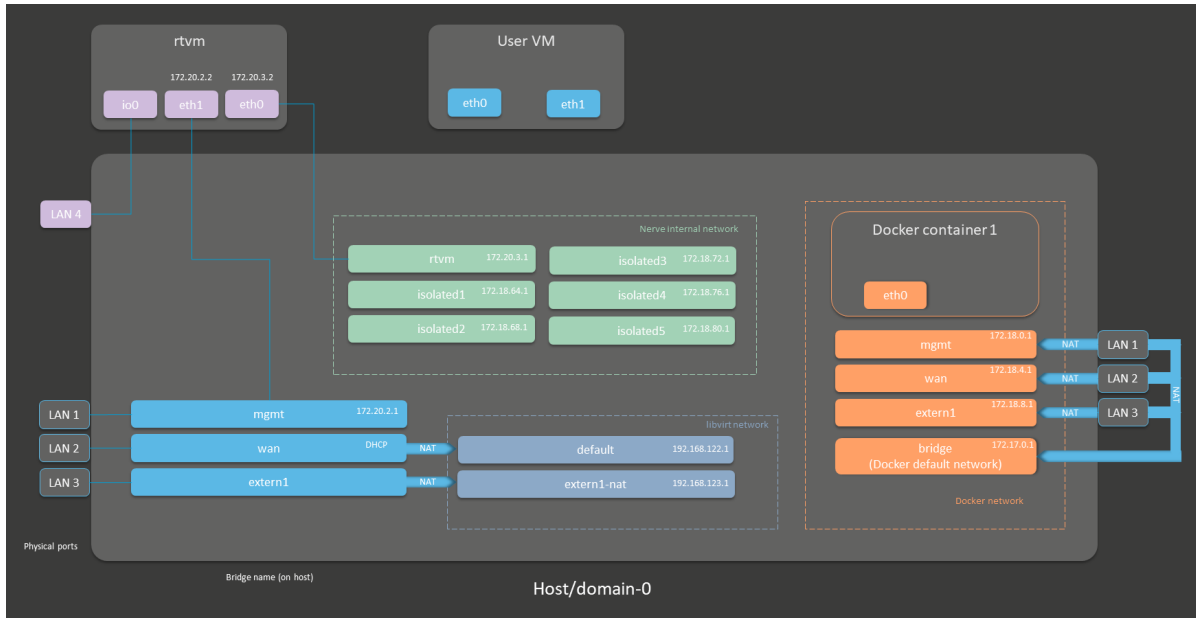 rtvm
User VM
172.20.2.2
172.20.3.2
io0
eth1
eth0
eth0
eth1
LAN 4
Nerve internal network
rtvm 172.20.3.1
isolated3 172.18.72.1
isolated1 172.18.64.1
isolated4 172.18.76.1
isolated2 172.18.68.1
isolated5 172.18.80.1
Docker container 1
eth0
mgmt 172.18.0.1
NAT
LAN 1
wan 172.18.4.1
NAT
LAN 2
extern1 172.18.8.1
NAT
LAN 3
NAT
bridge 172.17.0.1
(Docker default network)
Docker network
LAN 1
mgmt 172.20.2.1
LAN 2
wan DHCP
NAT
libvirt network
default 192.168.122.1
LAN 3
extern1
NAT
extern1-nat 192.168.123.1
Physical ports
Bridge name (on host)
Host/domain-0